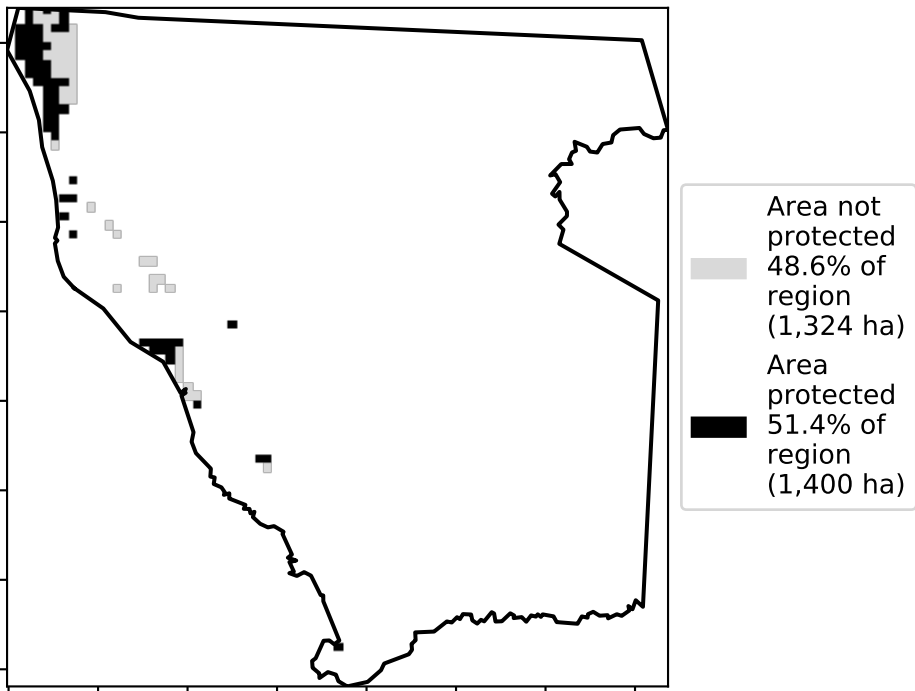 Area not
protected
48.6% of
region
(1,324 ha)
Area
protected
51.4% of
region
(1,400 ha)